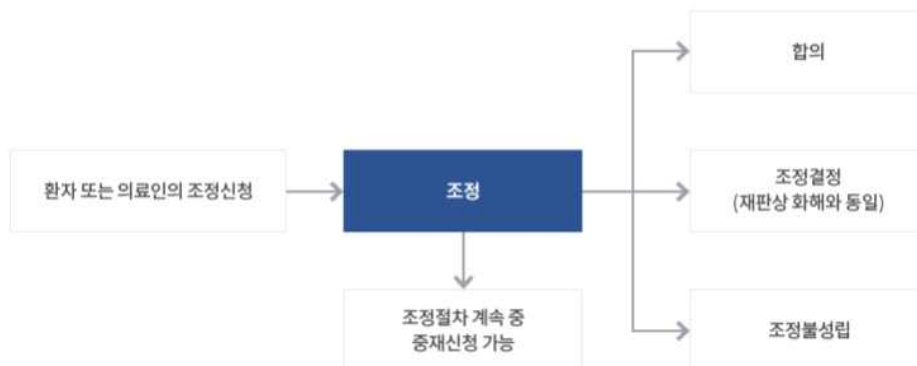 합의
환자 또는 의료인의 조정신청
조정
조정결정
(재판상 화해와 동일)
조정절차 계속 중
중재신청 가능
조정불성립